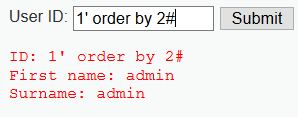 User ID: 1' order by 2# Submit
ID: 1' order by 2#
First name: admin
Surname: admin